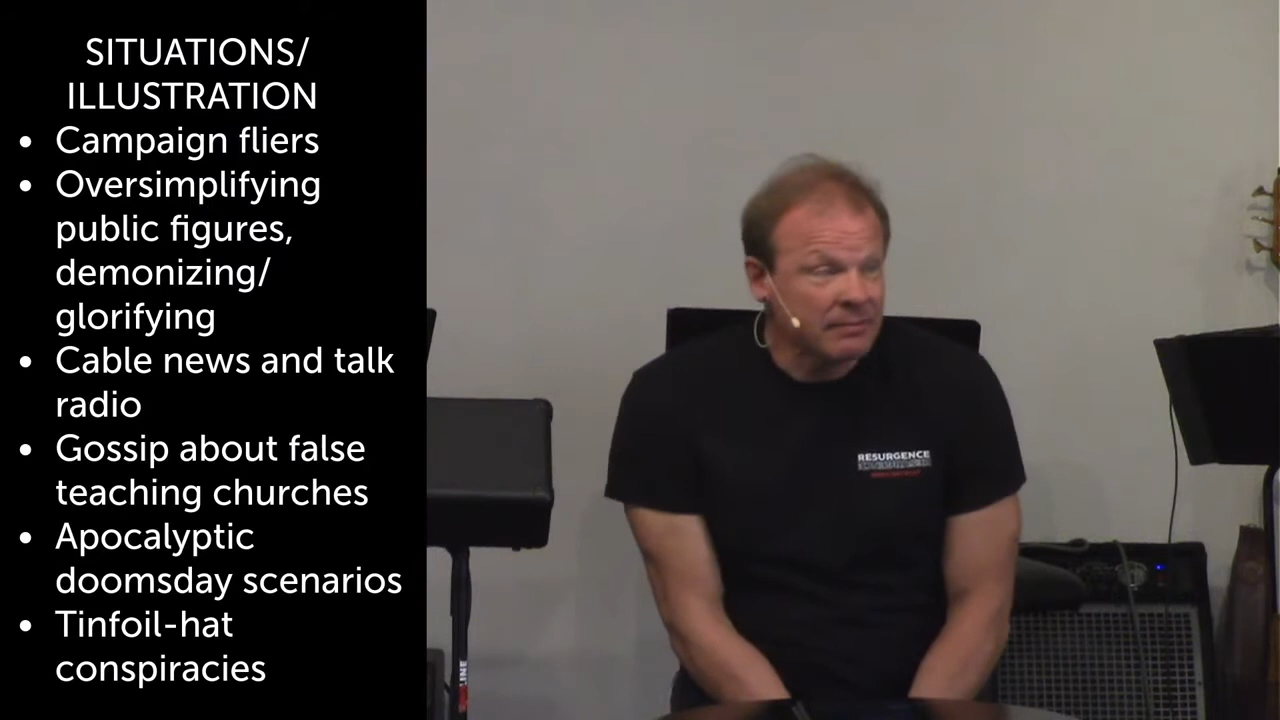 SITUATIONS/
ILLUSTRATION
• Campaign fliers
• Oversimplifying
public figures,
demonizing/
glorifying
• Cable news and talk
radio
• Gossip about false
teaching churches
• Apocalyptic
doomsday scenarios
• Tinfoil-hat
conspiracies
RESURGENCE
LINE